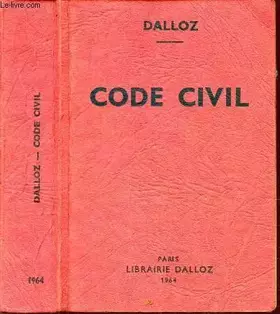 Le-livre.com
DALLOZ — CODE CIVIL
1964
DALLOZ
CODE CIVIL
PARIS
LIBRAIRIE DALLOZ
1964